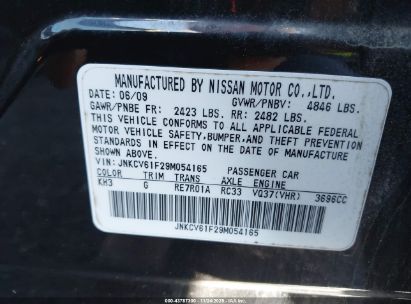 MANUFACTURED BY NISSAN MOTOR CO.,LTD.
DATE: 06/09 GVWR/PNBV: 4846 LBS.
GAWR/PNBE FR: 2423 LBS. RR: 2482 LBS.
THIS VEHICLE CONFORMS TO ALL APPLICABLE FEDERAL
MOTOR VEHICLE SAFETY, BUMPER, AND THEFT PREVENTION
STANDARDS IN EFFECT ON THE DATE OF MANUFACTURE
SHOWN ABOVE.
VIN: JNKCV61F29M054165 PASSENGER CAR
COLOR TRIM TRANS AXLE ENGINE
KH3 G RE7R01A RC33 VQ37(VHR) 3696CC
JNKCV61F29M054165